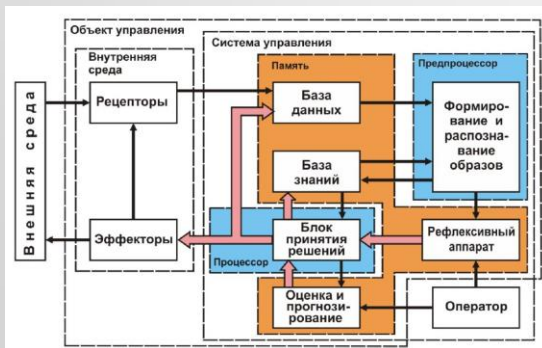 Объект управления
Система управления
Внутренняя
среда
Память
Предпроцессор
Рецепторы
База
данных
Формиро-
вание и
распозна-
вание
образов
Внешняя среда
База
знаний
Эффекторы
Блок
принятия
решений
Рефлексивный
аппарат
Процессор
Оценка и
прогнози-
рование
Оператор